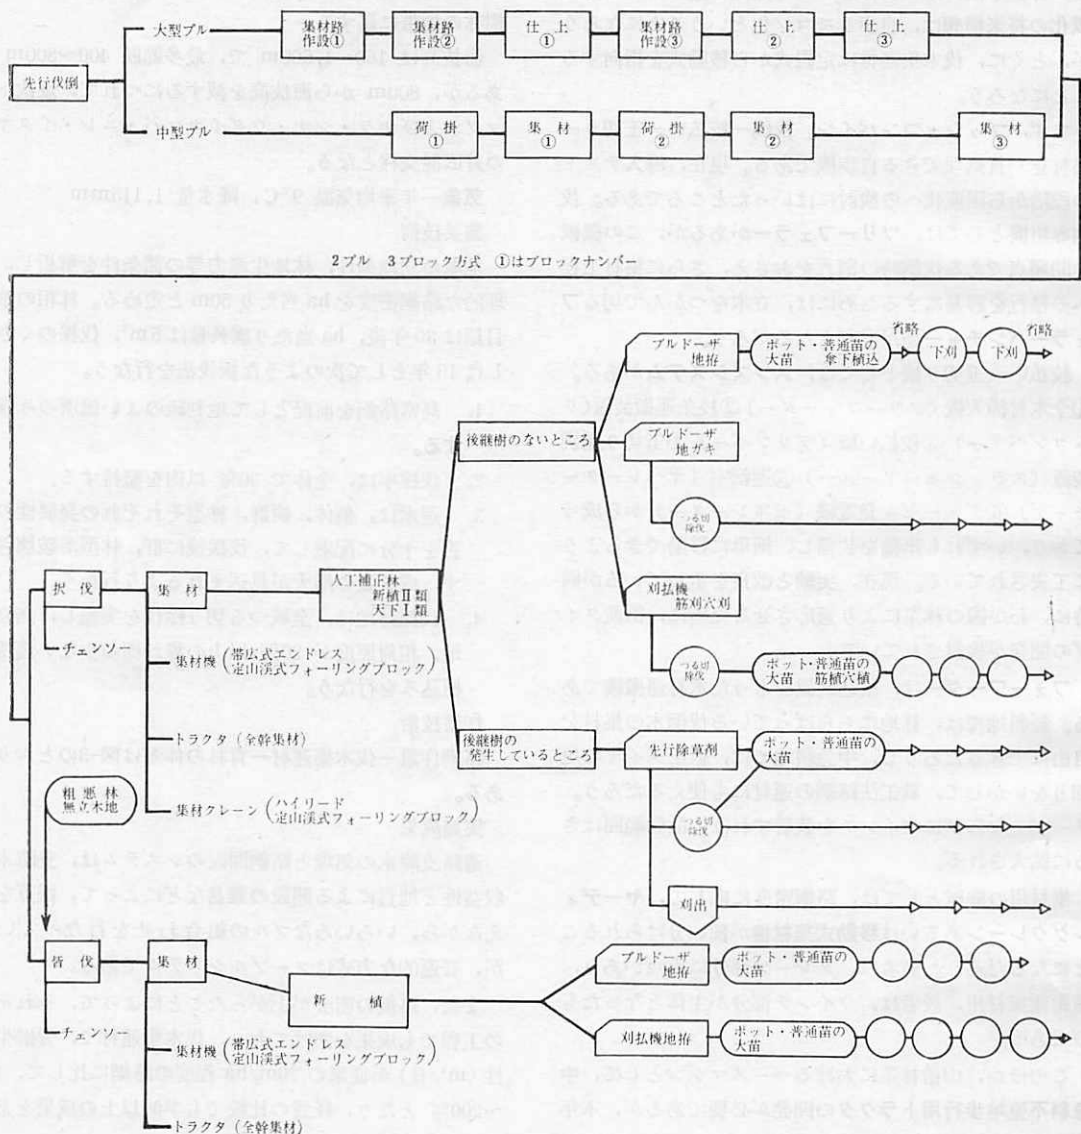 大型ブル
集材路
作設①
集材路
作設②
仕上
①
集材路
作設③
仕上
②
仕上
③
先行伐倒
中型ブル
荷掛
①
集材
①
荷掛
②
集材
②
集材
③
2ブル 3ブロック方式 ①はブロックナンバー
ブルドーザ
地拵
ポット・普通苗の
大苗 傘下植込
省略
下刈
下刈
省略
後継樹のないところ
ブルドーザ
地ガキ
つる切
除伐
刈払機
筋刈穴刈
つる切
除伐
ポット・普通苗の
大苗 筋植穴植
択伐
集材
人工補正林
新植Ⅱ類
天下Ⅰ類
チェンソー
集材機(帯広式エンドレス
定山渓式フォーリングブロック)
トラクタ(全幹集材)
集材クレーン(ハイリード
定山渓式フォーリングブロック)
粗悪林
無立木地
後継樹の
発生しているところ
先行除草剤
ポット・普通苗の
大苗
つる切
除伐
刈出
皆伐
集材
新植
ブルドーザ
地拵
ポット・普通苗の
大苗
チェンソー
集材機(帯広式エンドレス
定山渓式フォーリングブロック)
トラクタ(全幹集材)
刈払機地拵
ポット・普通苗の
大苗